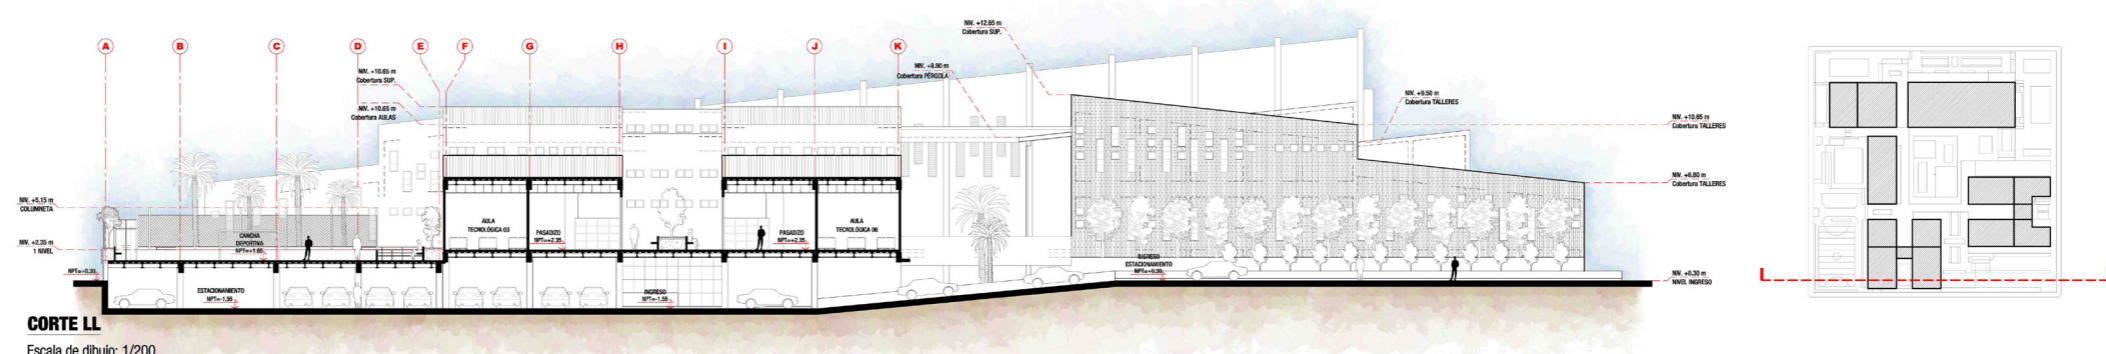 NIV. +12.65 m
Cobertura SUP.
A
B
C
D
E
F
G
H
I
J
K
NIV. +10.65 m
Cobertura SUP.
NIV. +9.80 m
Cobertura PÉRGOLA
NIV. +9.50 m
Cobertura TALLERES
NIV. +10.65 m
Cobertura AULAS
NIV. +10.65 m
Cobertura TALLERES
NIV. +6.80 m
Cobertura TALLERES
NIV. +5.15 m
COLUMNETA
AULA
TECNOLÓGICA 03
PASADIZO
NPT=+2.35
PASADIZO
NPT=+2.35
AULA
TECNOLÓGICA 06
CANCHA
DEPORTIVA
NPT=+1.65
NIV. +2.35 m
1 NIVEL
NPT=+0.30
INGRESO
ESTACIONAMIENTO
NPT=+0.30
NIV. +0.30 m
NIVEL INGRESO
ESTACIONAMIENTO
NPT=-1.55
INGRESO
NPT=-1.55
CORTE LL
Escala de dibujo: 1/200